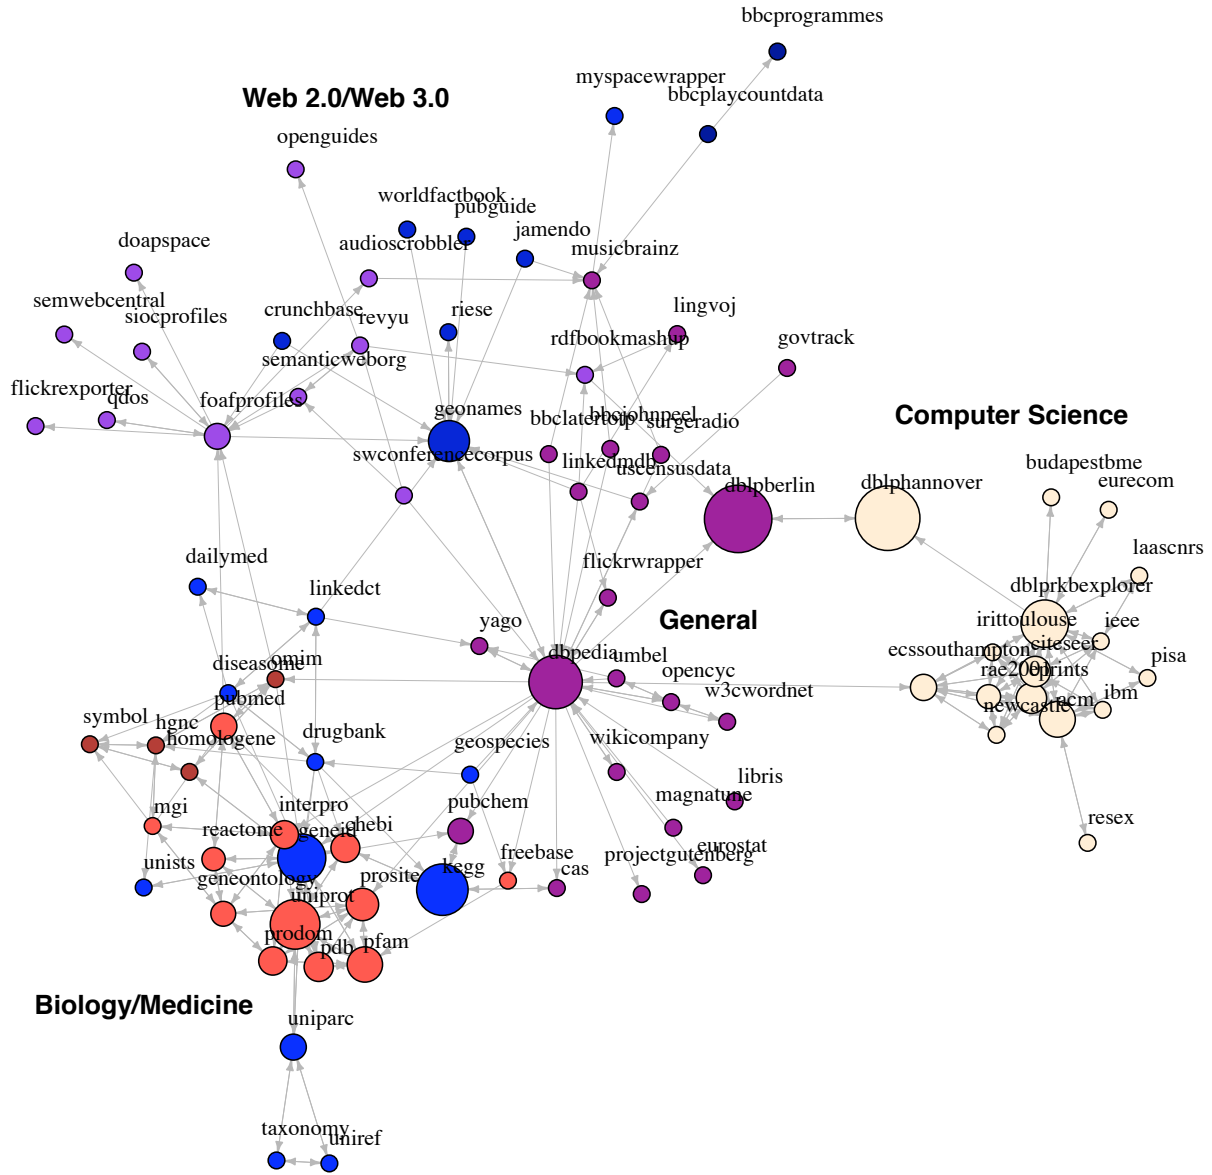 bbcprogrammes
myspacewrapper
bbcplaycountdata
Web 2.0/Web 3.0
openguides
worldfactbook
pubguide
jamendo
doapspace
audioscrobbler
musicbrainz
semwebcentral
siocprofiles
crunchbase
revyu
riese
lingvoj
rdfbookmashup
govtrack
semanticweborg
flickrexporter
qdos
foafprofiles
geonames
bbclatertotp
bbcjohnpeel
surgeradio
Computer Science
swconferencecorpus
linkedmdb
uscensusdata
dblpberlin
dblphannover
budapestbme
eurecom
laascnrs
dailymed
linkedct
flickrwrapper
dblprkbexplorer
yago
General
irittoulouse
ieee
dbpedia
umbel
ecssouthampton
citeseer
pisa
diseasome
omim
opencyc
rae2001
eprints
pubmed
w3cwordnet
newcastle
acm
ibm
symbol
hgnc
homologene
drugbank
geospecies
wikicompany
libris
mgi
interpro
pubchem
magnatune
resex
reactome
geneid
chebi
unists
geneontology
prosite
kegg
freebase
cas
projectgutenberg
eurostat
uniprot
prodom
pdb
pfam
Biology/Medicine
uniparc
taxonomy
uniref